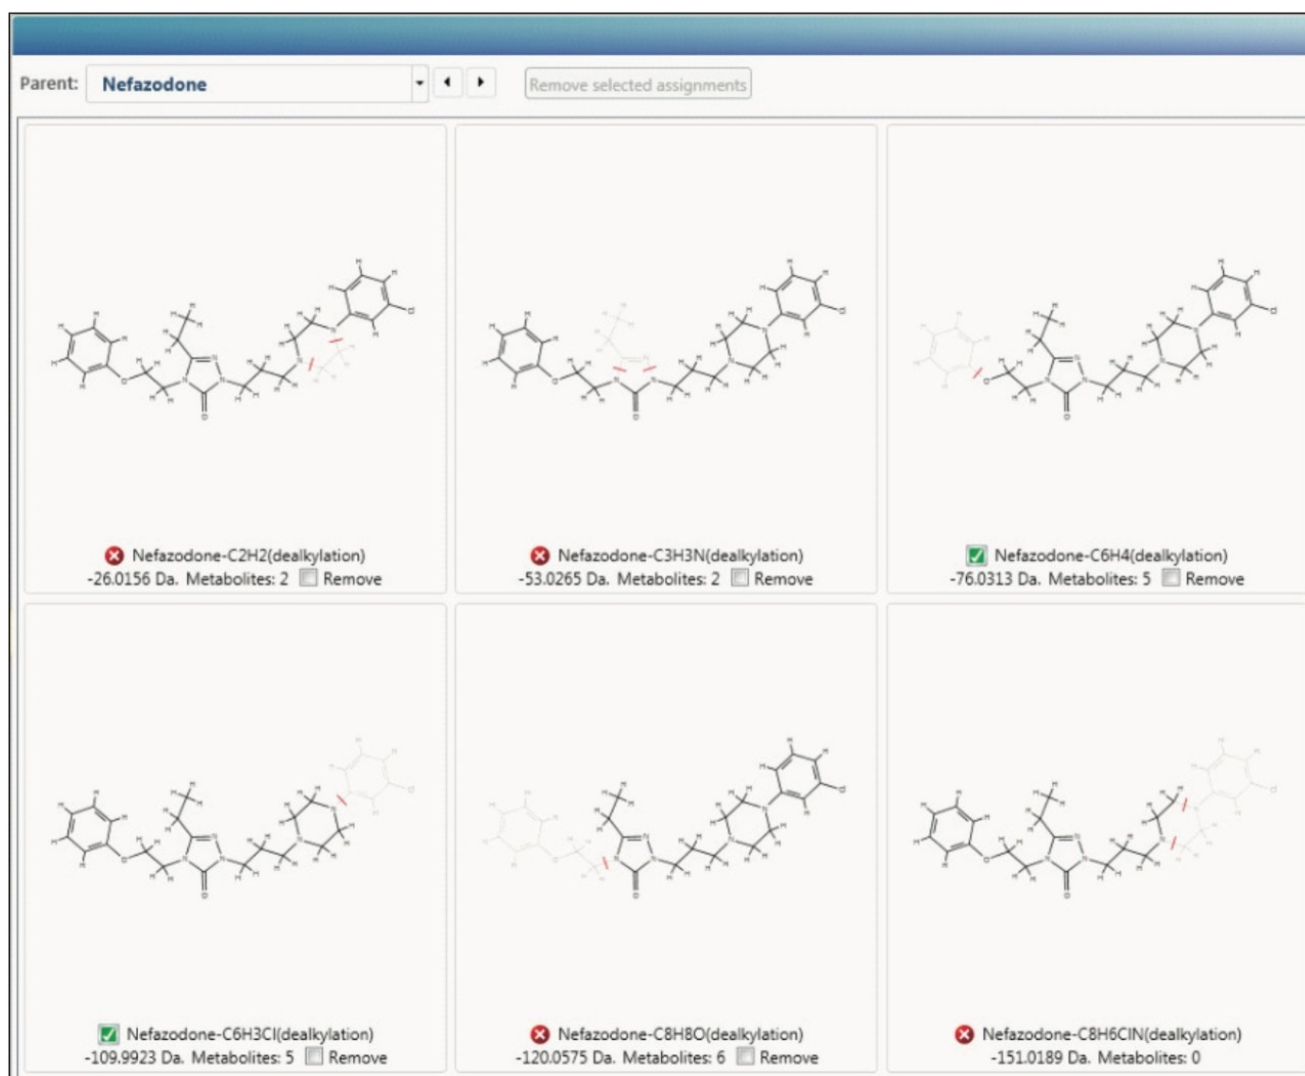 Parent: Nefazodone Remove selected assignments
Nefazodone-C2H2(dealkylation)
-26.0156 Da. Metabolites: 2 Remove
Nefazodone-C3H3N(dealkylation)
-53.0265 Da. Metabolites: 2 Remove
Nefazodone-C6H4(dealkylation)
-76.0313 Da. Metabolites: 5 Remove
Nefazodone-C6H3Cl(dealkylation)
-109.9923 Da. Metabolites: 5 Remove
Nefazodone-C8H8O(dealkylation)
-120.0575 Da. Metabolites: 6 Remove
Nefazodone-C8H6ClN(dealkylation)
-151.0189 Da. Metabolites: 0